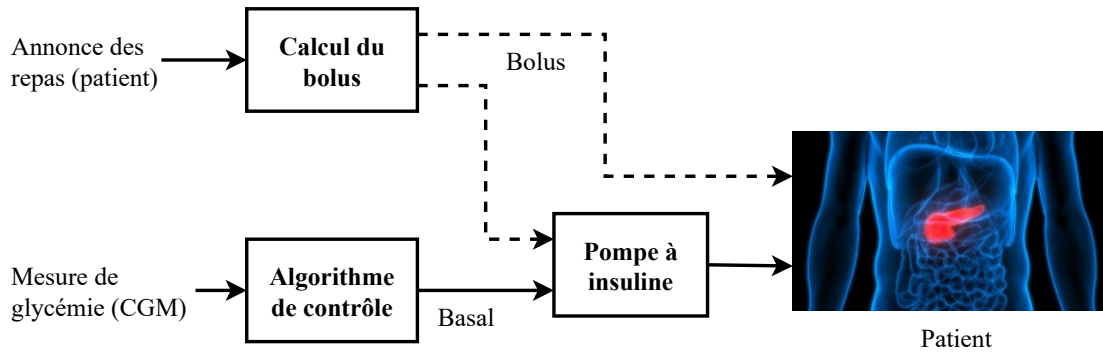 Annonce des
repas (patient)
Calcul du
bolus
Bolus
Mesure de
glycémie (CGM)
Algorithme
de contrôle
Basal
Pompe à
insuline
Patient